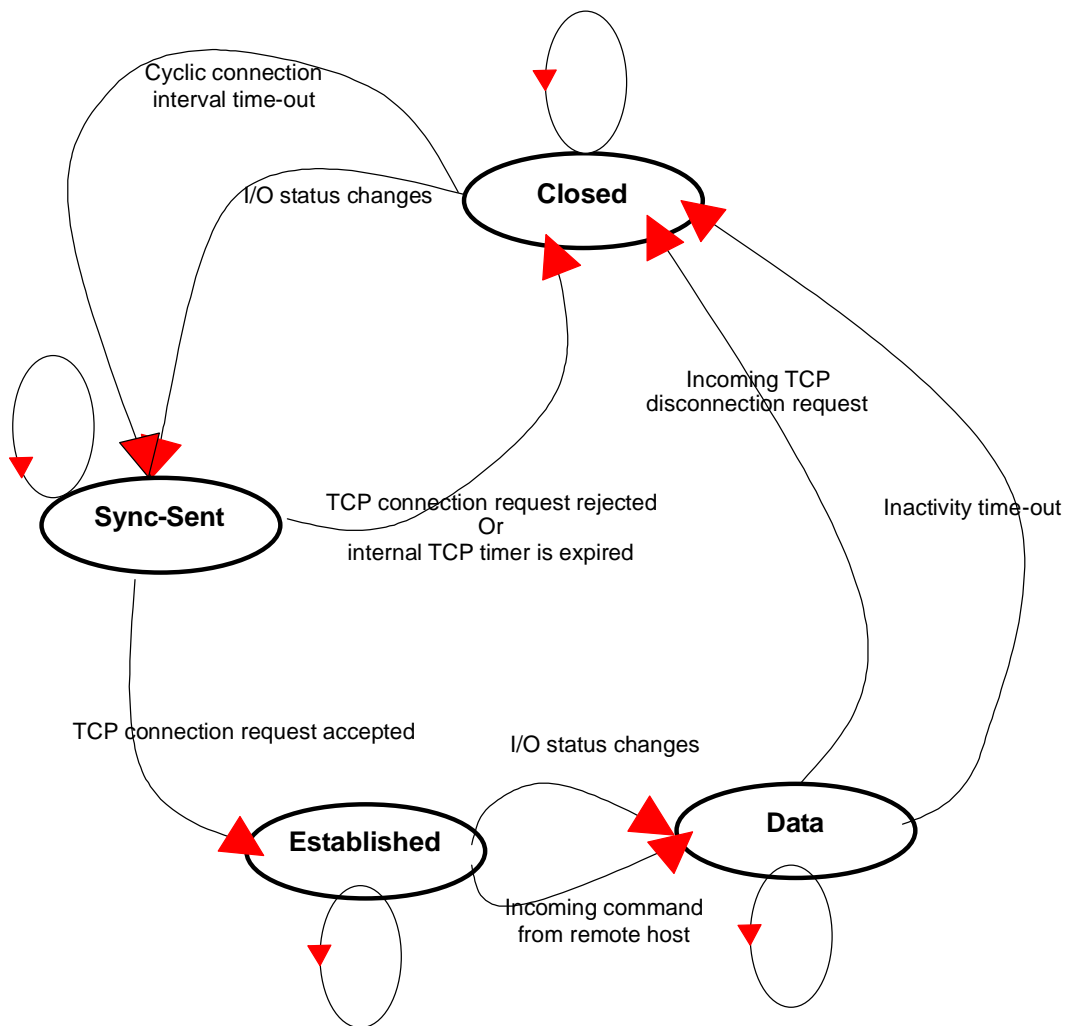 Cyclic connection
interval time-out
I/O status changes
Closed
Incoming TCP
disconnection request
Sync-Sent
TCP connection request rejected
Or
internal TCP timer is expired
Inactivity time-out
TCP connection request accepted
I/O status changes
Established
Data
Incoming command
from remote host